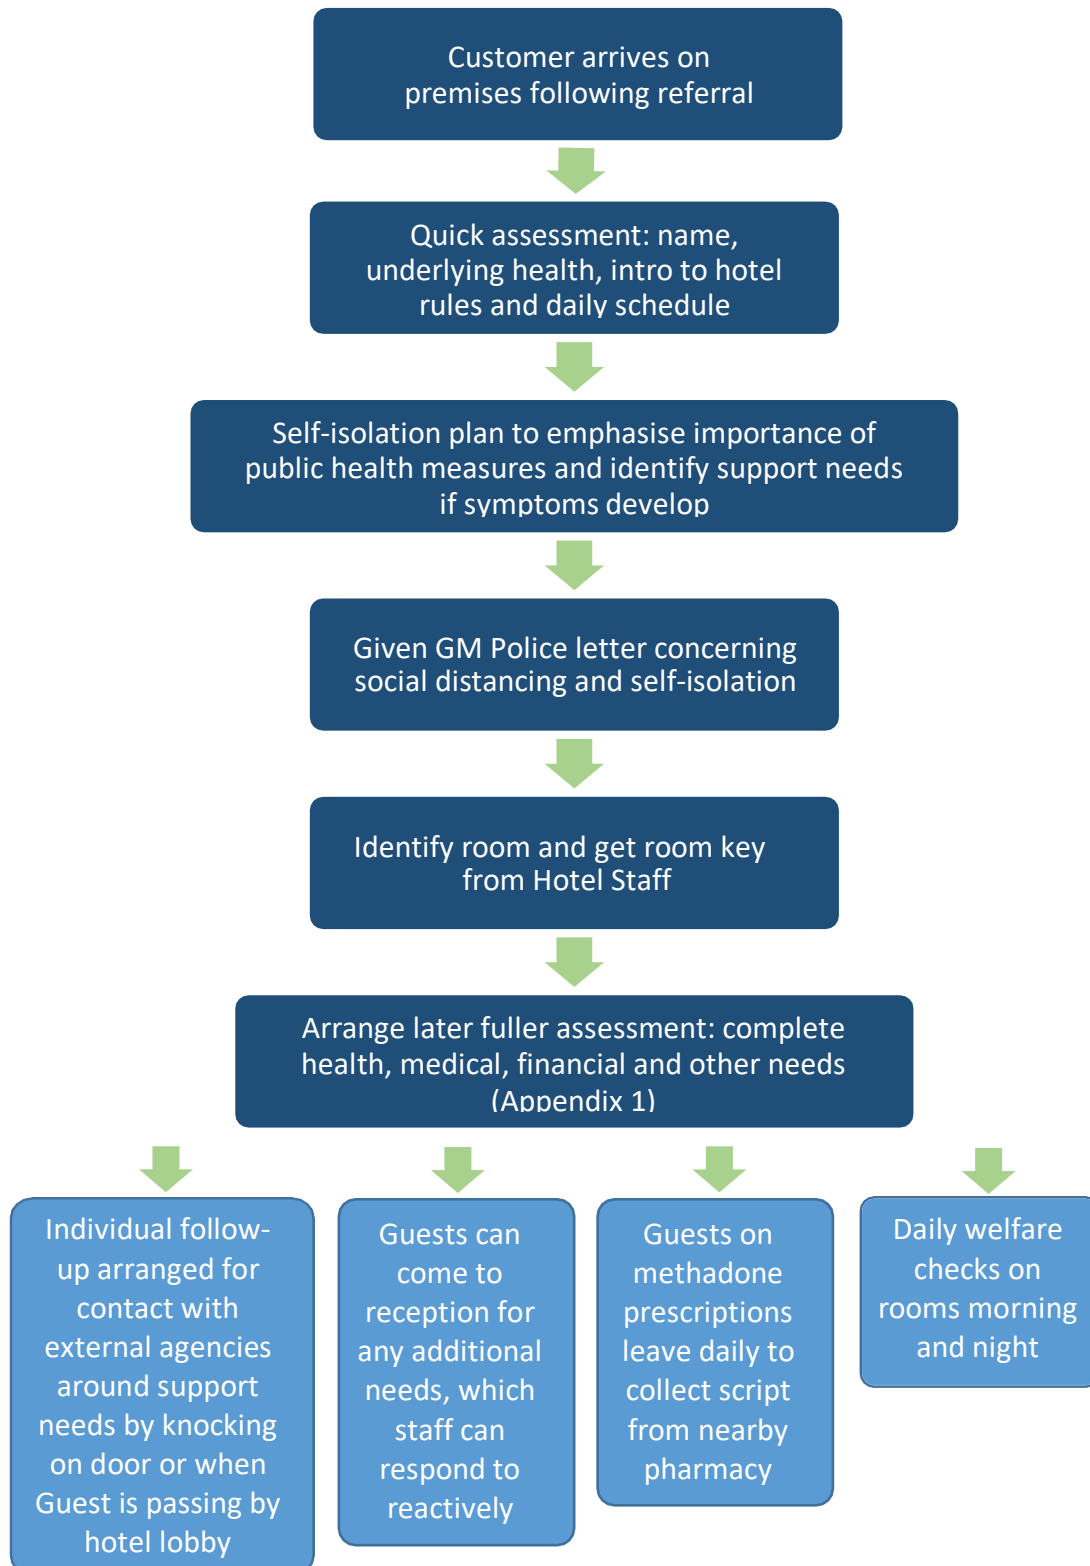 Customer arrives on
premises following referral
Quick assessment: name,
underlying health, intro to hotel
rules and daily schedule
Self-isolation plan to emphasise importance of
public health measures and identify support needs
if symptoms develop
Given GM Police letter concerning
social distancing and self-isolation
Identify room and get room key
from Hotel Staff
Arrange later fuller assessment: complete
health, medical, financial and other needs
(Appendix 1)
Individual follow-
up arranged for
contact with
external agencies
around support
needs by knocking
on door or when
Guest is passing by
hotel lobby
Guests can
come to
reception for
any additional
needs, which
staff can
respond to
reactively
Guests on
methadone
prescriptions
leave daily to
collect script
from nearby
pharmacy
Daily welfare
checks on
rooms morning
and night